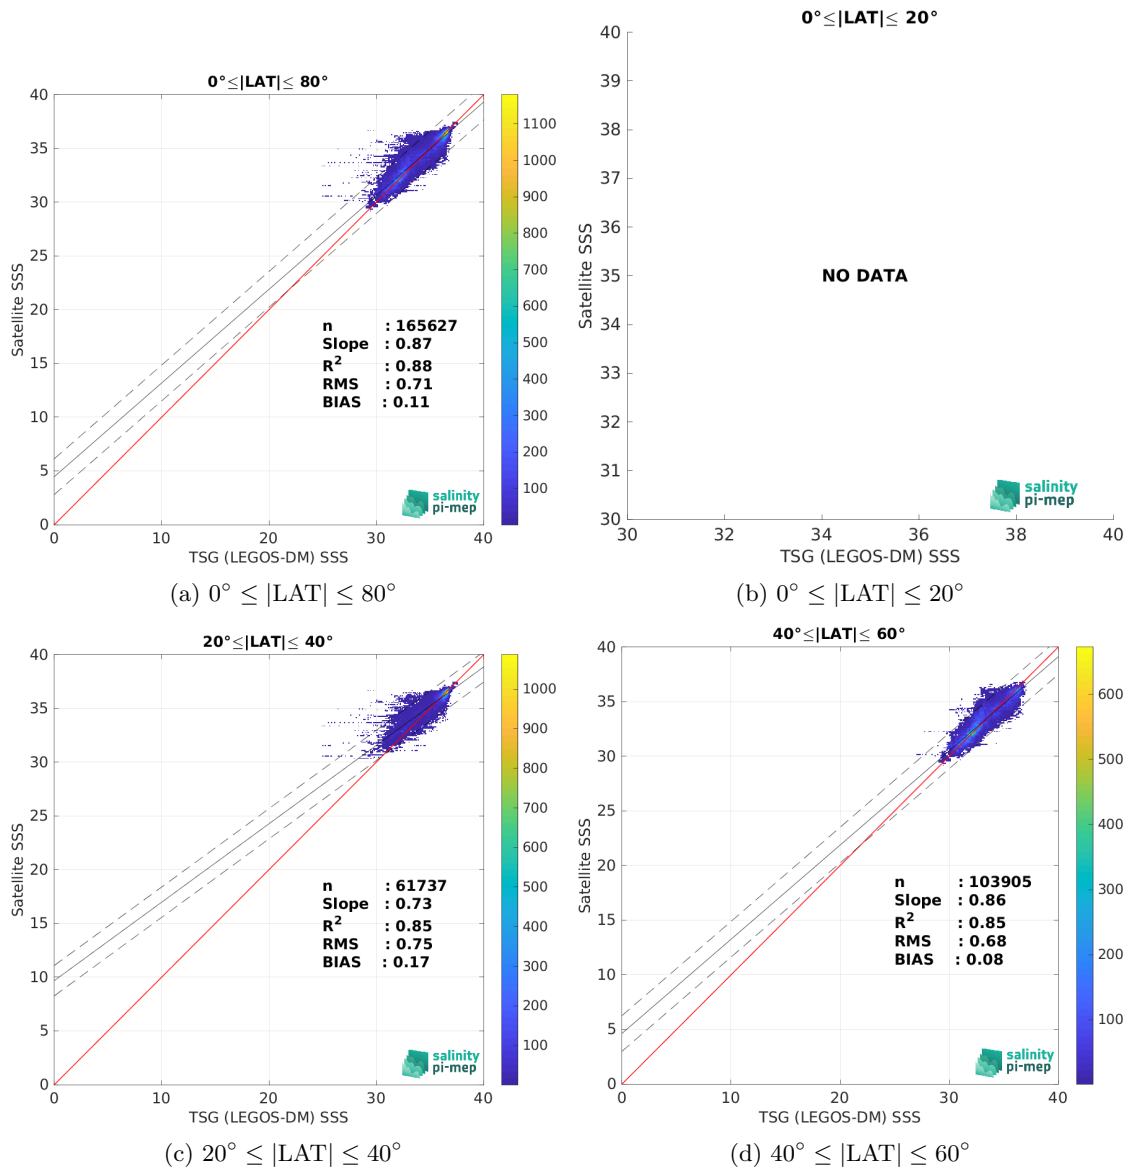 0°≤|LAT|≤ 80°
40
35
30
25
20
15
10
5
0
Satellite SSS
n : 165627
Slope : 0.87
R² : 0.88
RMS : 0.71
BIAS : 0.11
salinity
pi-mep
0 10 20 30 40
TSG (LEGOS-DM) SSS
1100
1000
900
800
700
600
500
400
300
200
100
(a) 0° ≤ |LAT| ≤ 80°
0°≤|LAT|≤ 20°
40
39
38
37
36
35
34
33
32
31
30
Satellite SSS
NO DATA
salinity
pi-mep
30 32 34 36 38 40
TSG (LEGOS-DM) SSS
(b) 0° ≤ |LAT| ≤ 20°
20°≤|LAT|≤ 40°
40
35
30
25
20
15
10
5
0
Satellite SSS
n : 61737
Slope : 0.73
R² : 0.85
RMS : 0.75
BIAS : 0.17
salinity
pi-mep
0 10 20 30 40
TSG (LEGOS-DM) SSS
1000
900
800
700
600
500
400
300
200
100
(c) 20° ≤ |LAT| ≤ 40°
40°≤|LAT|≤ 60°
40
35
30
25
20
15
10
5
0
Satellite SSS
n : 103905
Slope : 0.86
R² : 0.85
RMS : 0.68
BIAS : 0.08
salinity
pi-mep
0 10 20 30 40
TSG (LEGOS-DM) SSS
600
500
400
300
200
100
(d) 40° ≤ |LAT| ≤ 60°